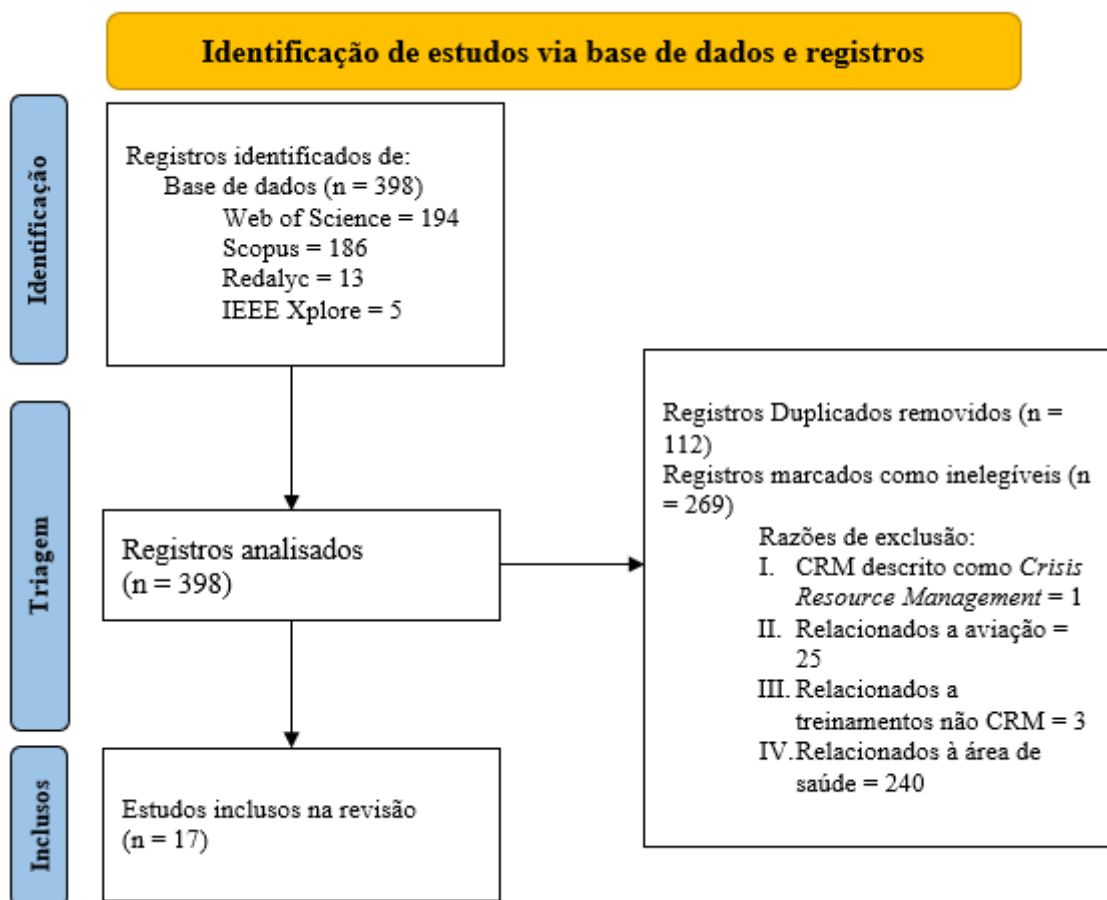 Identificação de estudos via base de dados e registros
Identificação
Registros identificados de:
Base de dados (n = 398)
Web of Science = 194
Scopus = 186
Redalyc = 13
IEEE Xplore = 5
Triagem
Registros analisados
(n = 398)
Registros Duplicados removidos (n =
112)
Registros marcados como inelegíveis (n
= 269)
Razões de exclusão:
I. CRM descrito como Crisis
Resource Management = 1
II. Relacionados a aviação =
25
III. Relacionados a
treinamentos não CRM = 3
IV. Relacionados à área de
saúde = 240
Inclusos
Estudos inclusos na revisão
(n = 17)